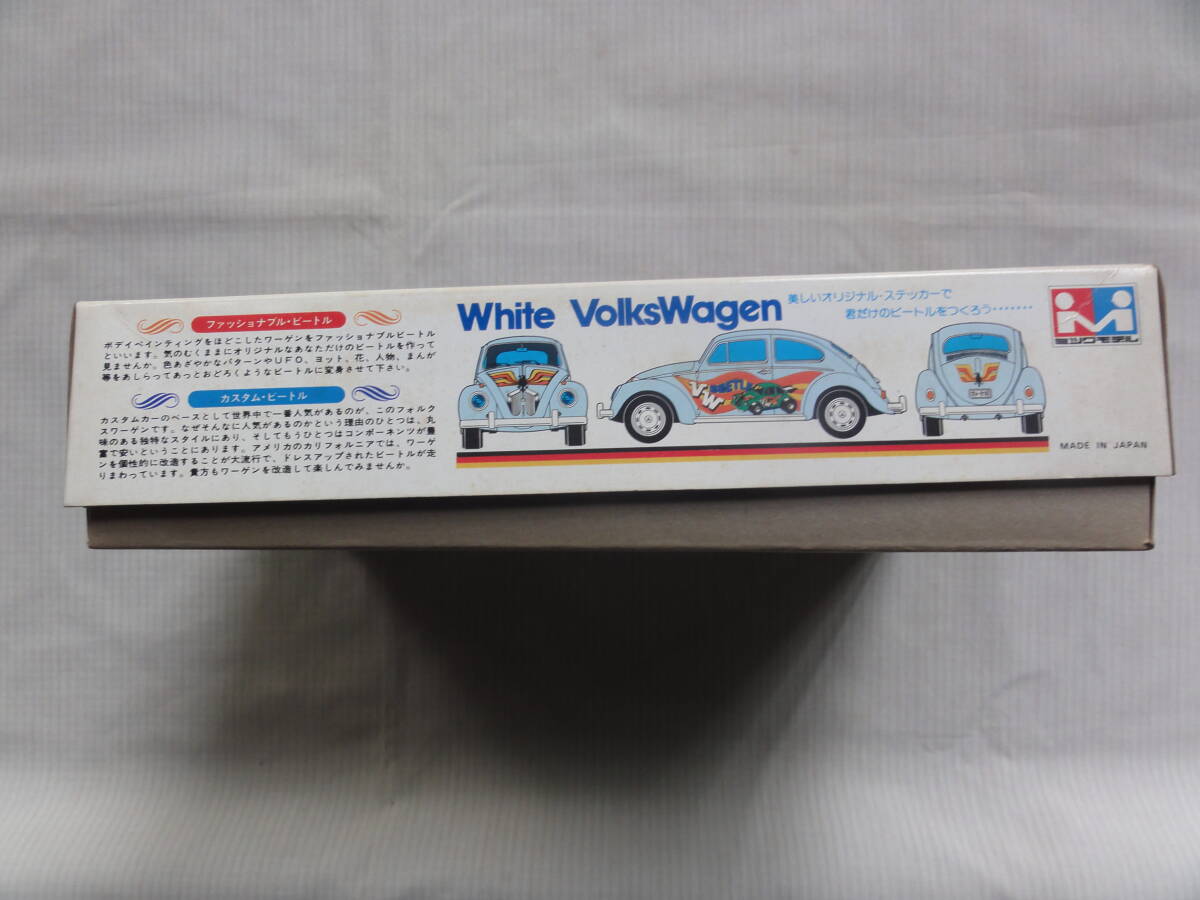 ファッショナブル・ビートル
ボデイペインティングをほどこしたワーゲンをファッショナブルビートル
といいます。気のむくままにオリジナルなあなただけのビートルを作って
見ませんか。色あざやかなパターンやUFO、ヨット、花、人物、まんが
等をあしらってあっとおどろくようなビートルに変身させて下さい。
カスタム・ビートル
カスタムカーのベースとして世界中で一番人気があるのが、このフォルク
スワーゲンです。なぜそんなに人気があるのかという理由のひとつは、丸
味のある独特なスタイルにあり、そしてもうひとつはコンポーネンツが豊
富で安いということにあります。アメリカのカリフォルニアでは、ワーゲ
ンを個性的に改造することが大流行で、ドレスアップされたビートルが走
りまわっています。貴方もワーゲンを改造して楽しんでみませんか。
White VolksWagen
美しいオリジナル・ステッカーで
君だけのビートルをつくろう・・・・・・・
BEETLE
VW
ミツワモデル
MADE IN JAPAN